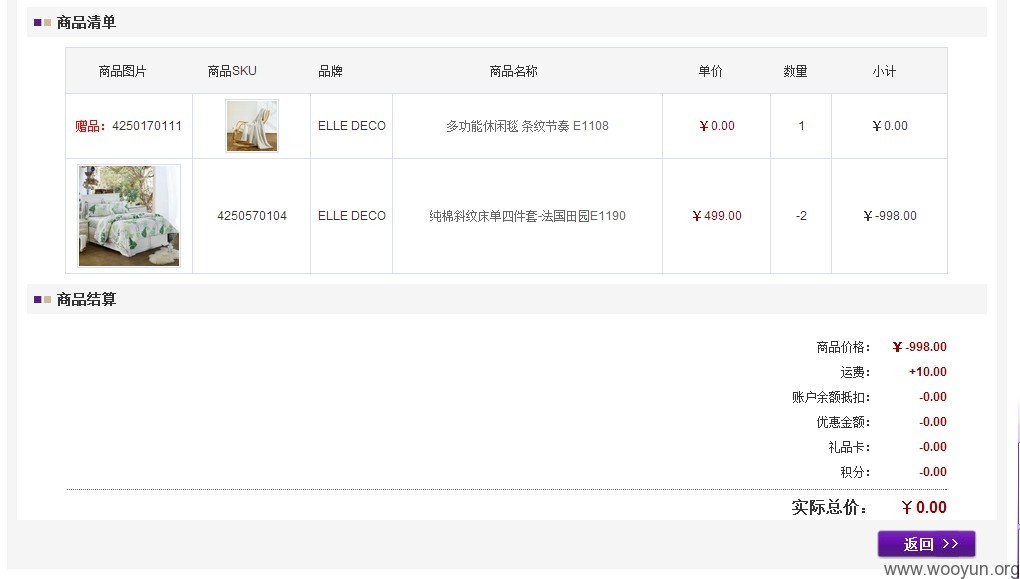 商品清单
商品图片 商品SKU 品牌 商品名称 单价 数量 小计
赠品：4250170111 ELLE DECO 多功能休闲毯 条纹节奏 E1108 ￥0.00 1 ￥0.00
4250570104 ELLE DECO 纯棉斜纹床单四件套-法国田园E1190 ￥499.00 -2 ￥-998.00
商品结算
商品价格： ￥-998.00
运费： +10.00
账户余额抵扣： -0.00
优惠金额： -0.00
礼品卡： -0.00
积分： -0.00
实际总价： ￥0.00
返回 >>
www.wooyun.org